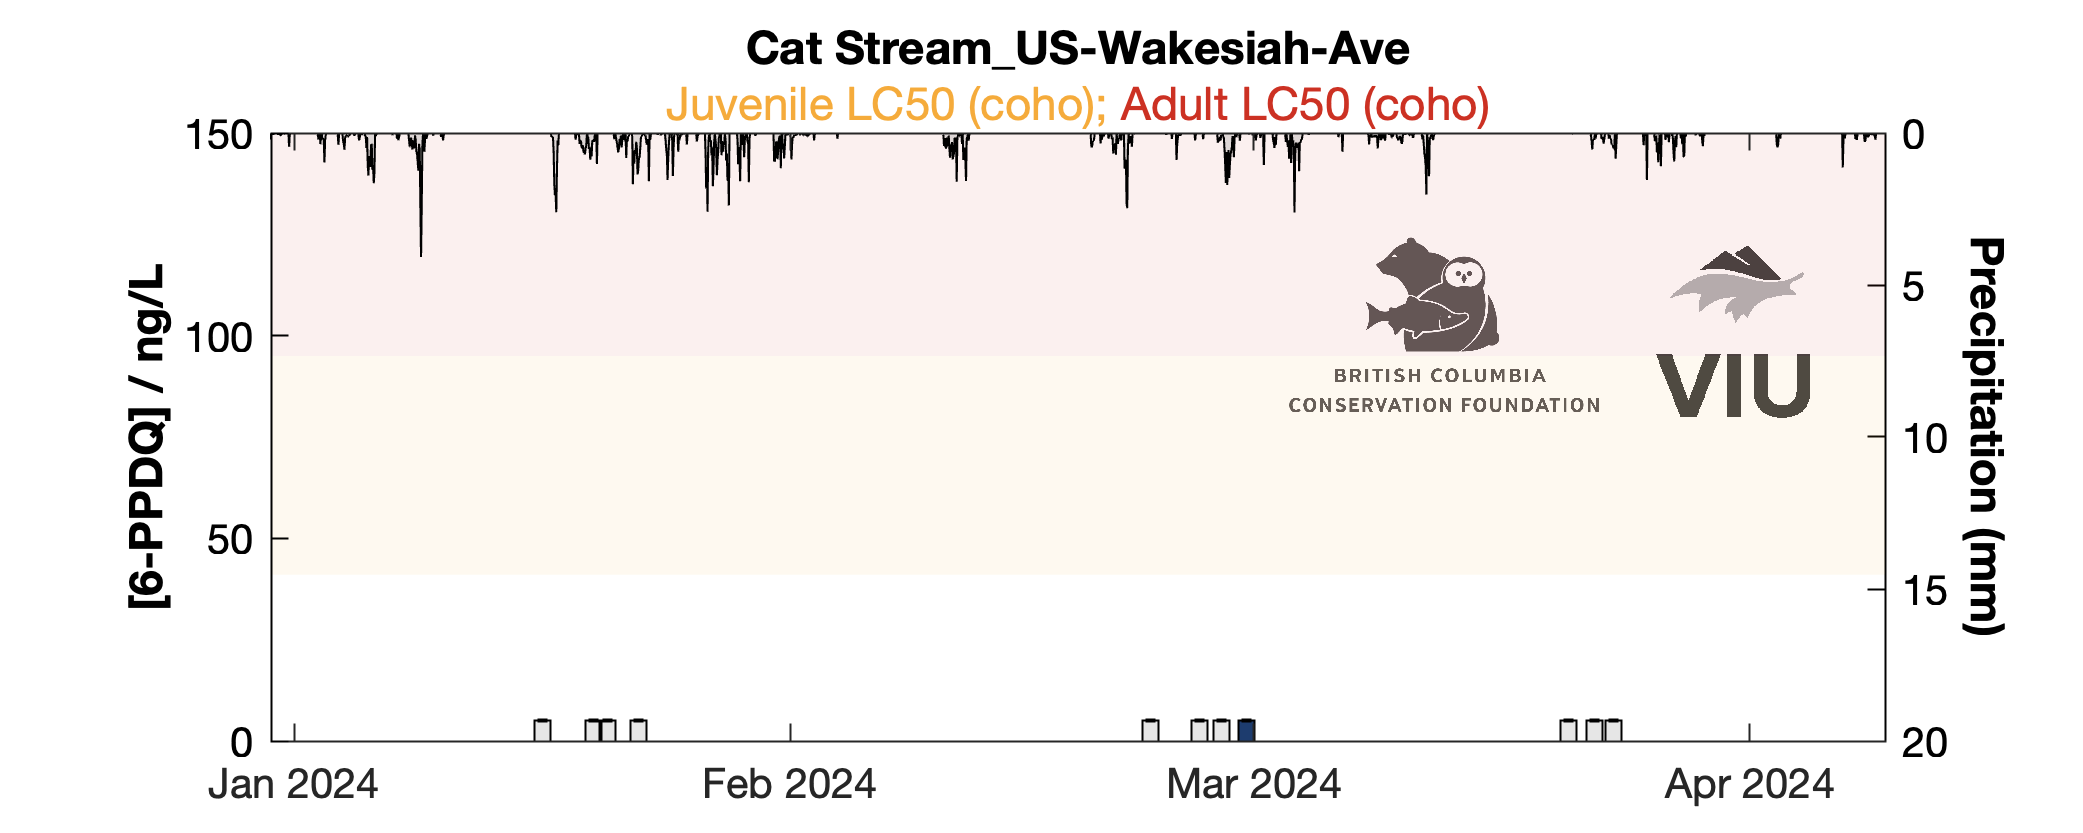 Cat Stream_US-Wakesiah-Ave
Juvenile LC50 (coho); Adult LC50 (coho)
150
100
50
0
[6-PPDQ] / ng/L
0
5
10
15
20
Precipitation (mm)
BRITISH COLUMBIA
CONSERVATION FOUNDATION
VIU
Jan 2024
Feb 2024
Mar 2024
Apr 2024